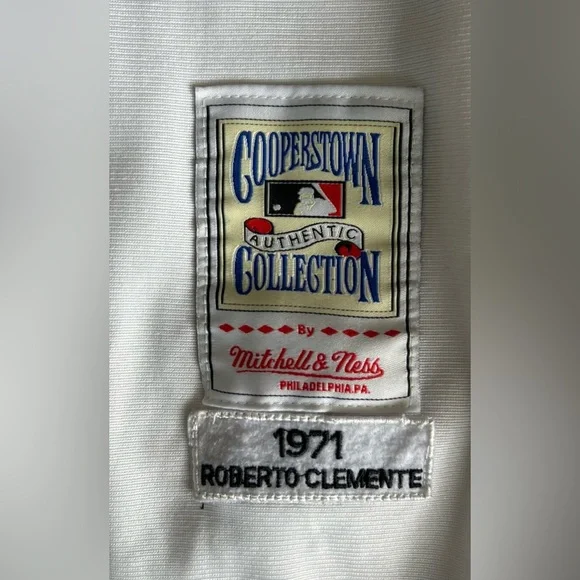 COOPERSTOWN
AUTHENTIC
COLLECTION
By
Mitchell & Ness
PHILADELPHIA.PA.
1971
ROBERTO CLEMENTE